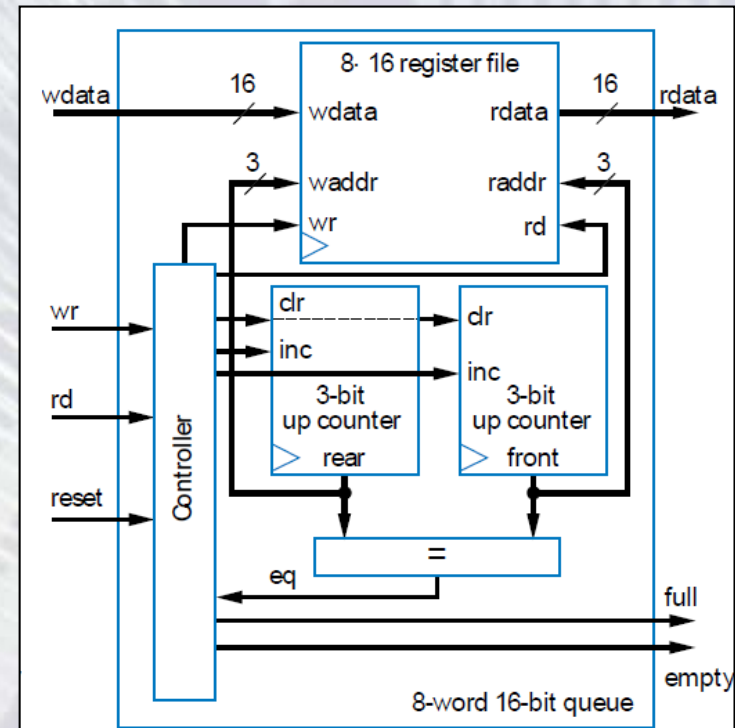 8· 16 register file
wdata
16
wdata
rdata
16
rdata
3
waddr
raddr
3
wr
rd
clr
clr
wr
inc
inc
rd
3-bit
up counter
3-bit
up counter
Controller
rear
front
reset
=
eq
full
empty
8-word 16-bit queue